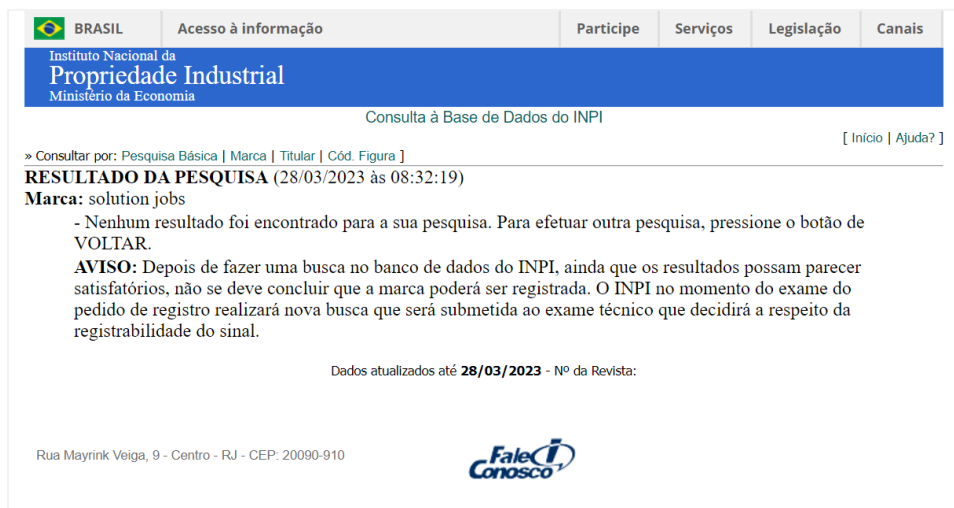 BRASIL Acesso à informação Participe Serviços Legislação Canais
Instituto Nacional da
Propriedade Industrial
Ministério da Economia
Consulta à Base de Dados do INPI
[ Início | Ajuda? ]
» Consultar por: Pesquisa Básica | Marca | Titular | Cód. Figura ]
RESULTADO DA PESQUISA (28/03/2023 às 08:32:19)
Marca: solution jobs
- Nenhum resultado foi encontrado para a sua pesquisa. Para efetuar outra pesquisa, pressione o botão de
VOLTAR.
AVISO: Depois de fazer uma busca no banco de dados do INPI, ainda que os resultados possam parecer
satisfatórios, não se deve concluir que a marca poderá ser registrada. O INPI no momento do exame do
pedido de registro realizará nova busca que será submetida ao exame técnico que decidirá a respeito da
registrabilidade do sinal.
Dados atualizados até 28/03/2023 - Nº da Revista:
Rua Mayrink Veiga, 9 - Centro - RJ - CEP: 20090-910
Fale
Conosco